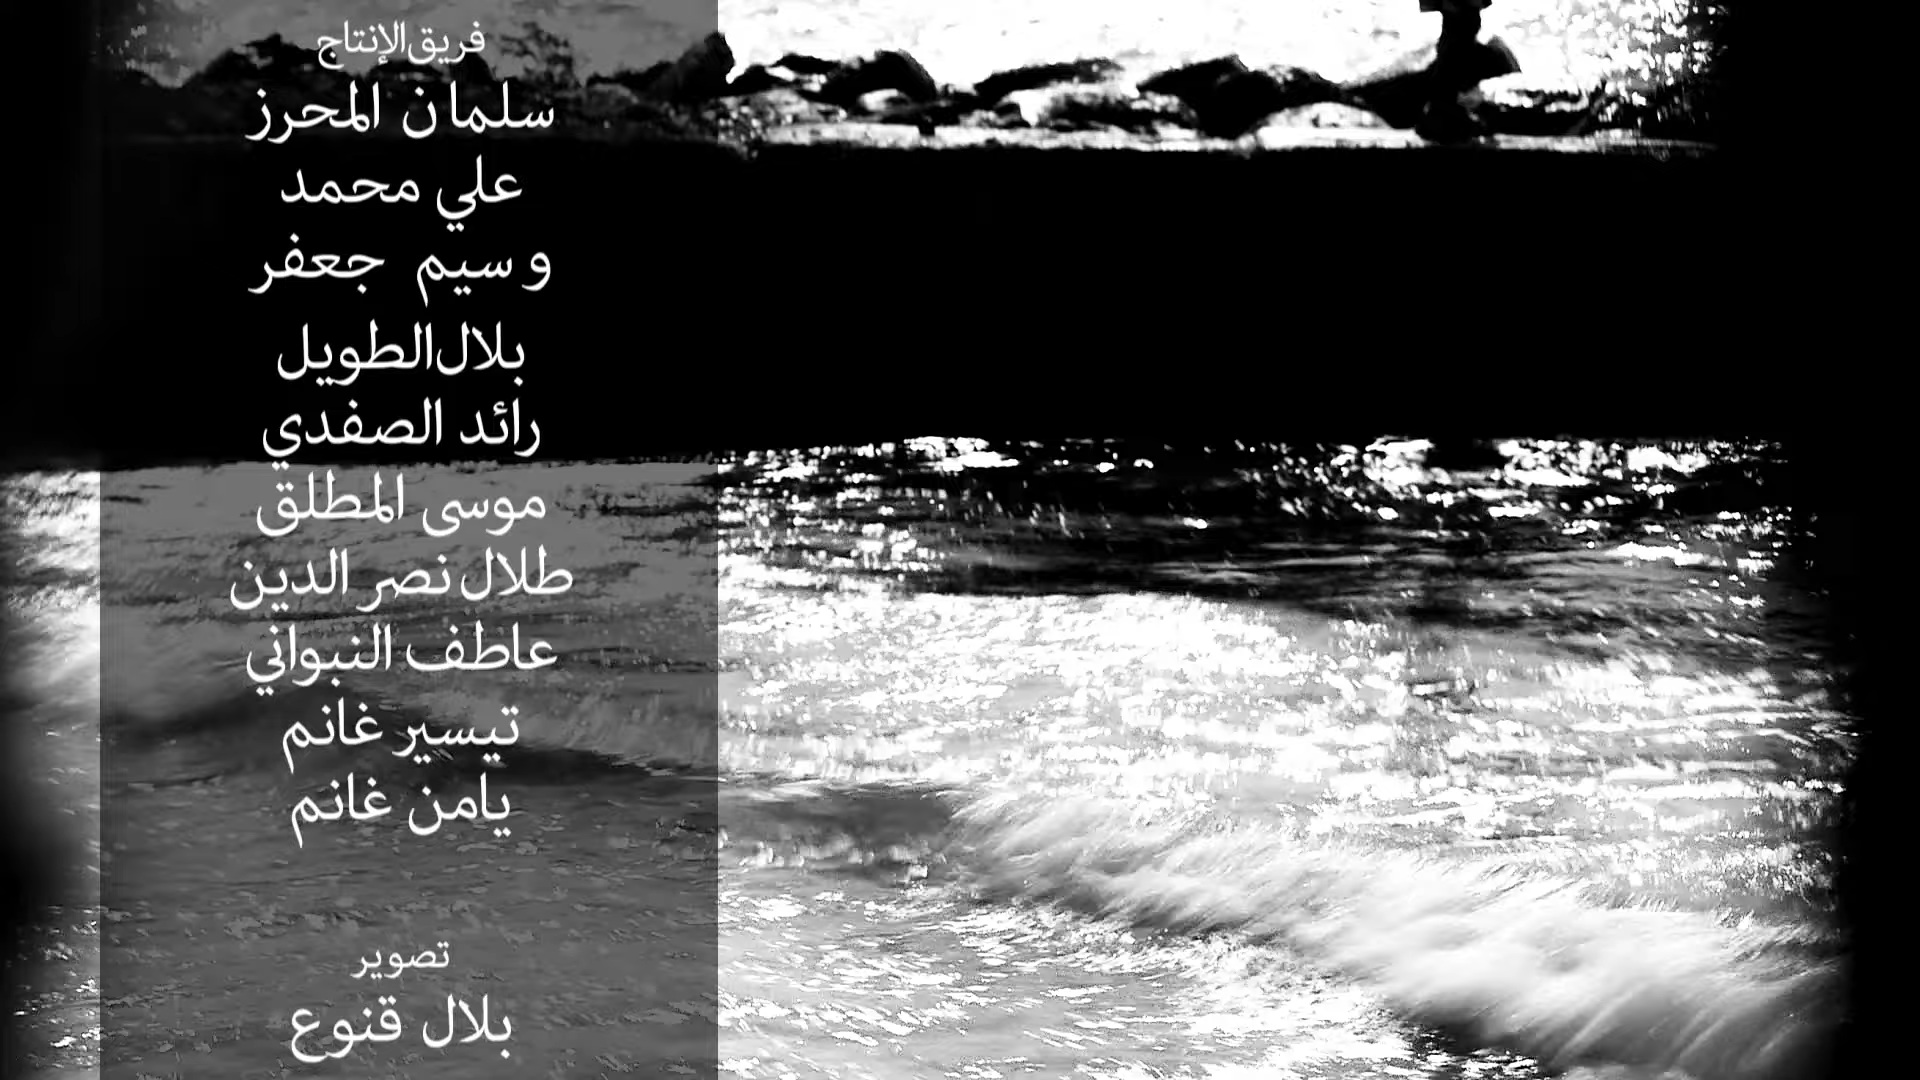 فريق الإنتاج
سلمان المحرز
علي محمد
وسيم جعفر
بلال الطويل
رائد الصفدي
موسى المطلق
طلال نصر الدين
عاطف النبواني
تيسير غانم
يامن غانم
تصوير
بلال قنوع